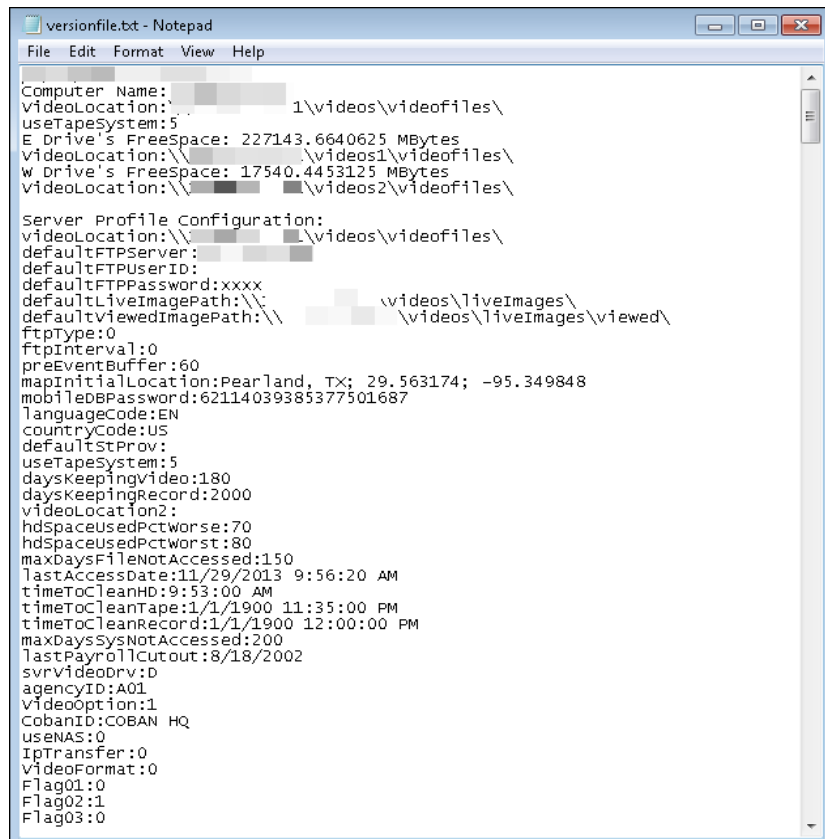 versionfile.txt - Notepad
File Edit Format View Help
Computer Name:
VideoLocation: 1\videos\videofiles\
useTapeSystem:5
E Drive's FreeSpace: 227143.6640625 MBytes
VideoLocation:\\ \videos1\videofiles\
W Drive's FreeSpace: 17540.4453125 MBytes
VideoLocation:\\ \videos2\videofiles\
Server Profile Configuration:
videoLocation:\\ \videos\videofiles\
defaultFTPServer:
defaultFTPUserID:
defaultFTPPassword:xxxx
defaultLiveImagePath:\\ \videos\liveImages\
defaultViewedImagePath:\\ \videos\liveImages\viewed\
ftpType:0
ftpInterval:0
preEventBuffer:60
mapInitialLocation:Pearland, TX; 29.563174; -95.349848
mobileDBPassword:62114039385377501687
languageCode:EN
countryCode:US
defaultStProv:
useTapeSystem:5
daysKeepingVideo:180
daysKeepingRecord:2000
videoLocation2:
hdSpaceUsedPctWorse:70
hdSpaceUsedPctWorst:80
maxDaysFileNotAccessed:150
lastAccessDate:11/29/2013 9:56:20 AM
timeToCleanHD:9:53:00 AM
timeToCleanTape:1/1/1900 11:35:00 PM
timeToCleanRecord:1/1/1900 12:00:00 PM
maxDaysSysNotAccessed:200
lastPayrollCutout:8/18/2002
svrVideoDrv:D
agencyID:A01
VideoOption:1
CobanID:COBAN HQ
useNAS:0
IpTransfer:0
VideoFormat:0
Flag01:0
Flag02:1
Flag03:0